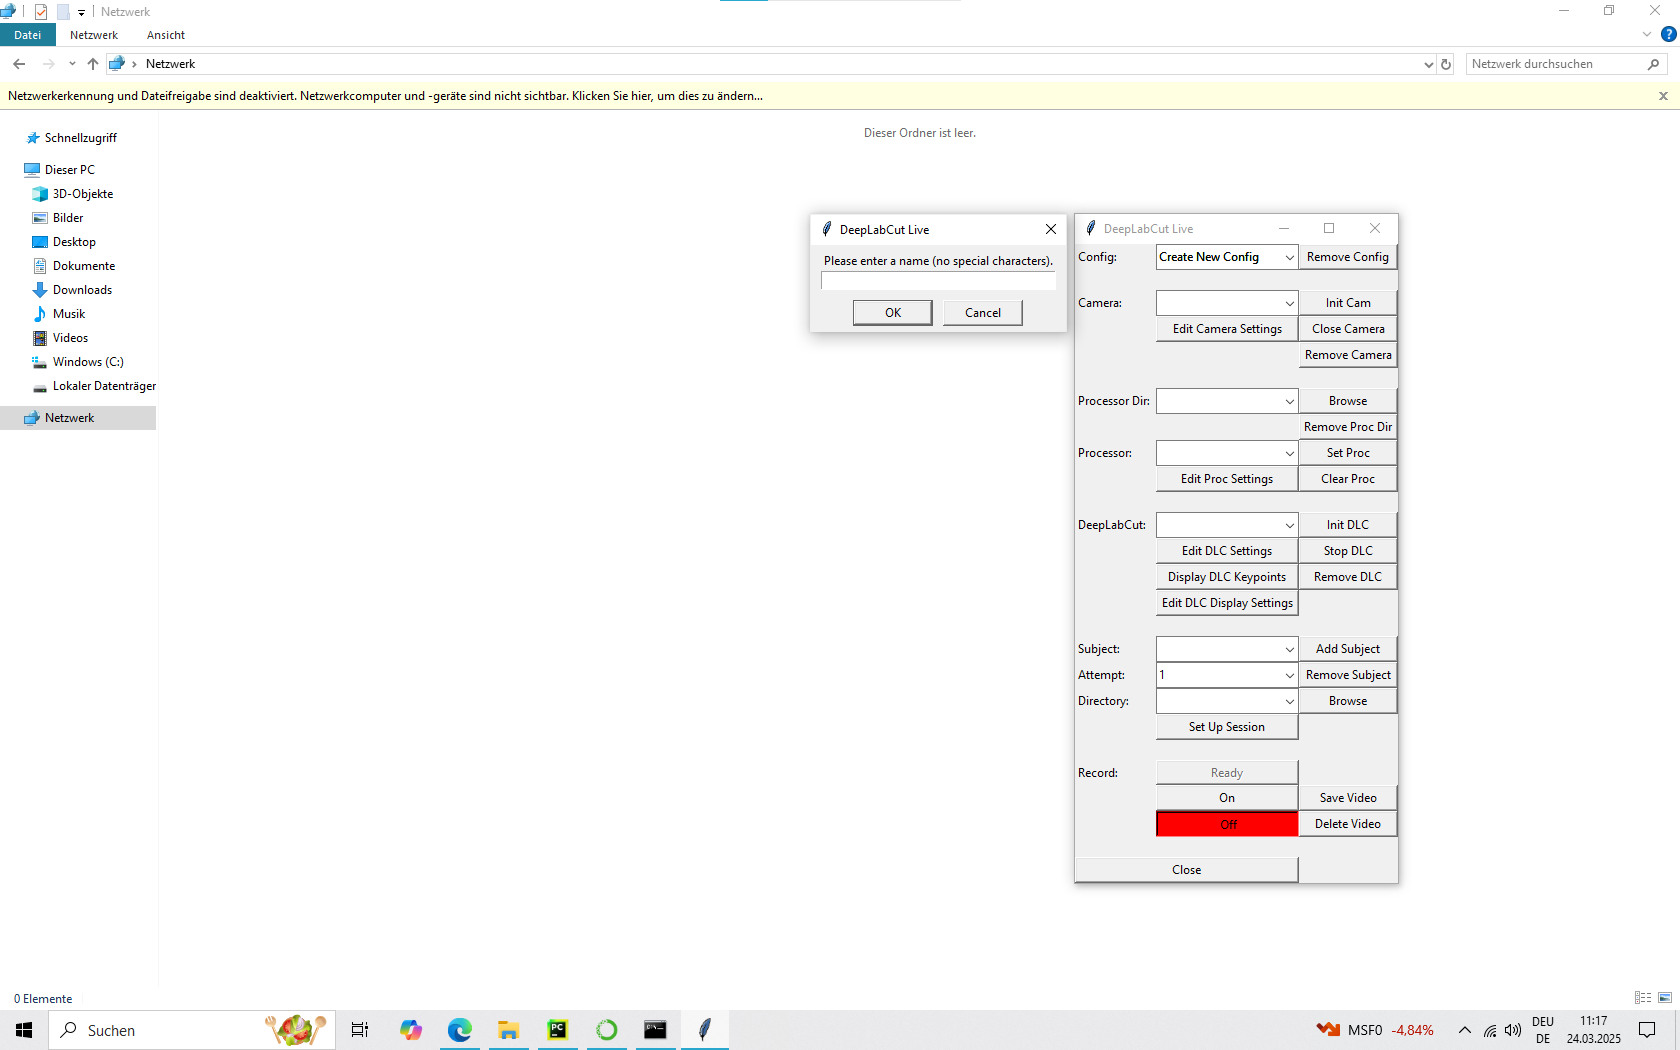 Netzwerk
Datei Netzwerk Ansicht
Netzwerk
Netzwerk durchsuchen
Netzwerkerkennung und Dateifreigabe sind deaktiviert. Netzwerkcomputer und -geräte sind nicht sichtbar. Klicken Sie hier, um dies zu ändern...
Schnellzugriff
Dieser PC
3D-Objekte
Bilder
Desktop
Dokumente
Downloads
Musik
Videos
Windows (C:)
Lokaler Datenträger
Netzwerk
Dieser Ordner ist leer.
DeepLabCut Live
Please enter a name (no special characters).
OK Cancel
DeepLabCut Live
Config: Create New Config Remove Config
Camera: Init Cam
Edit Camera Settings Close Camera
Remove Camera
Processor Dir: Browse
Remove Proc Dir
Processor: Set Proc
Edit Proc Settings Clear Proc
DeepLabCut: Init DLC
Edit DLC Settings Stop DLC
Display DLC Keypoints Remove DLC
Edit DLC Display Settings
Subject: Add Subject
Attempt: 1 Remove Subject
Directory: Browse
Set Up Session
Record: Ready
On Save Video
Off Delete Video
Close
0 Elemente
Suchen
PC
MSF0 -4,84%
DEU
DE
11:17
24.03.2025